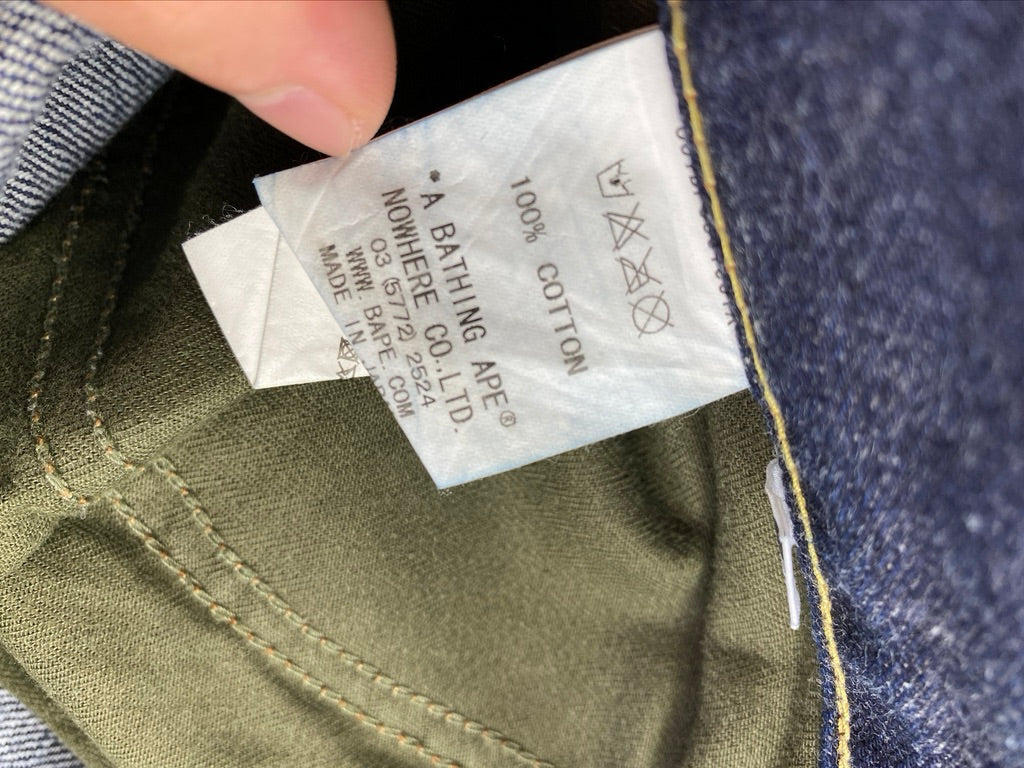 100% COTTON
* A BATHING APE®
NOWHERE CO.,LTD.
03 (5772) 2524
WWW. BAPE. COM
MADE IN